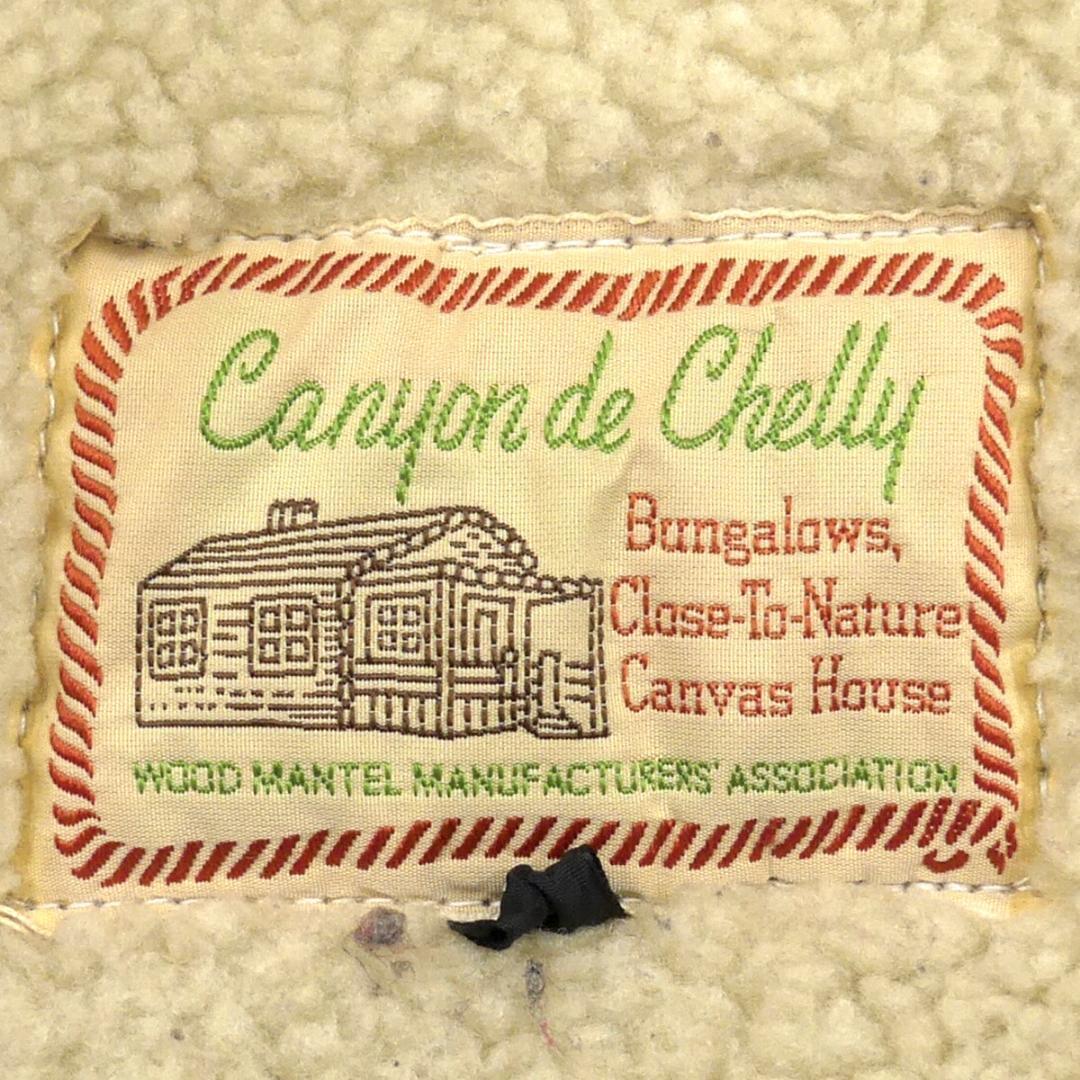 Canyon de Chelly
Bungalows,
Close-To-Nature
Canvas House
WOOD MANTEL MANUFACTURERS' ASSOCIATION